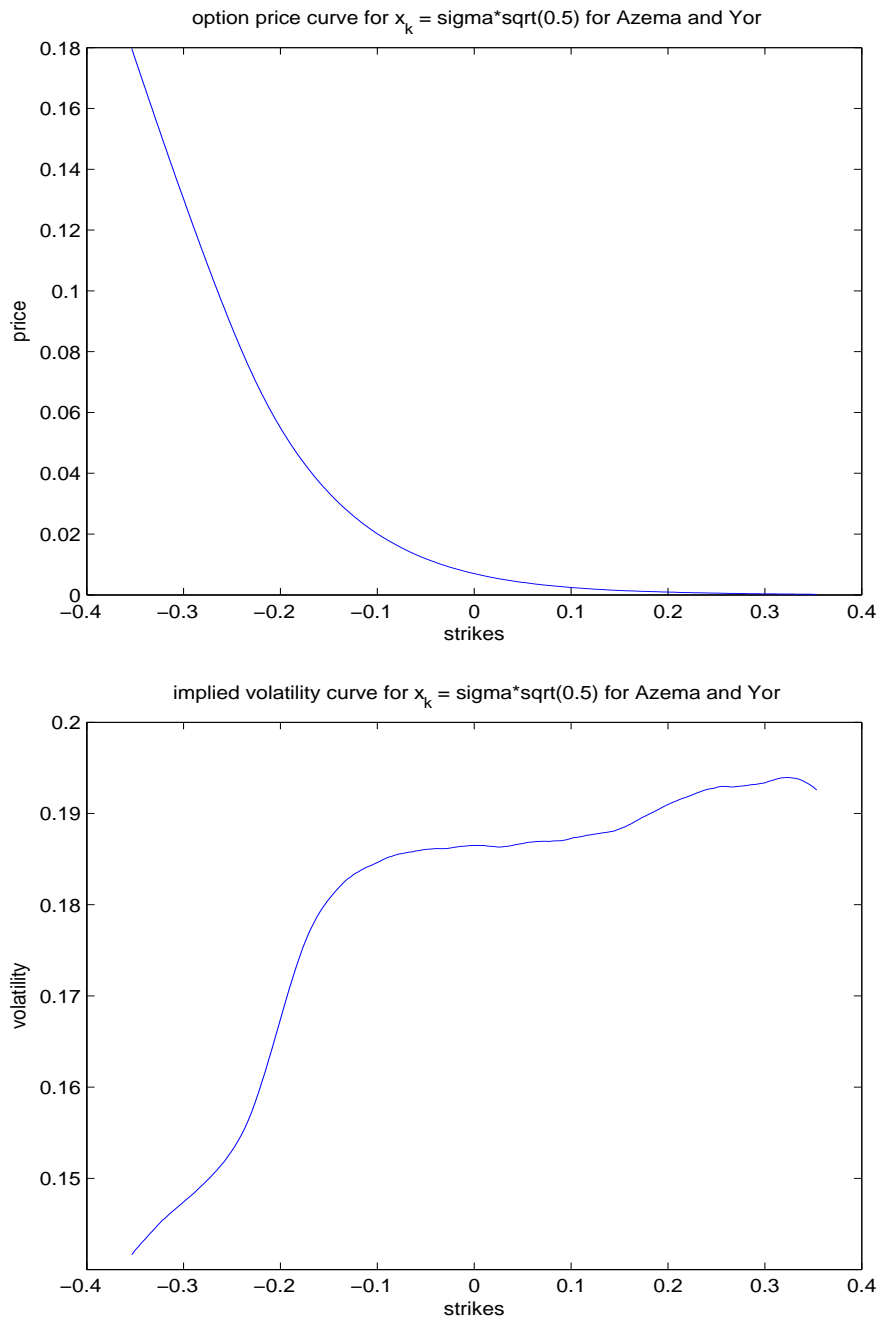 option price curve for x_k = sigma*sqrt(0.5) for Azema and Yor
0.18
0.16
0.14
0.12
0.1
0.08
0.06
0.04
0.02
0
price
−0.4 −0.3 −0.2 −0.1 0 0.1 0.2 0.3 0.4
strikes
implied volatility curve for x_k = sigma*sqrt(0.5) for Azema and Yor
0.2
0.19
0.18
0.17
0.16
0.15
volatility
−0.4 −0.3 −0.2 −0.1 0 0.1 0.2 0.3 0.4
strikes